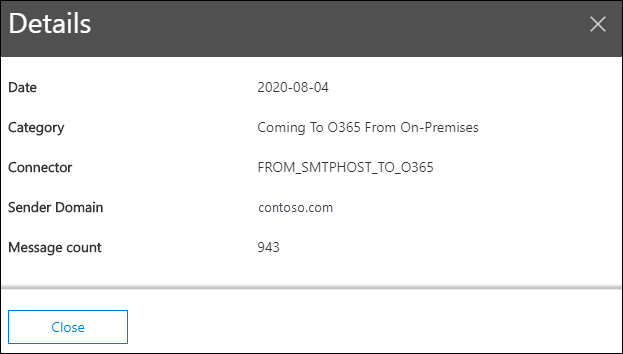 Details
Date 2020-08-04
Category Coming To O365 From On-Premises
Connector FROM_SMTPHOST_TO_O365
Sender Domain contoso.com
Message count 943
Close